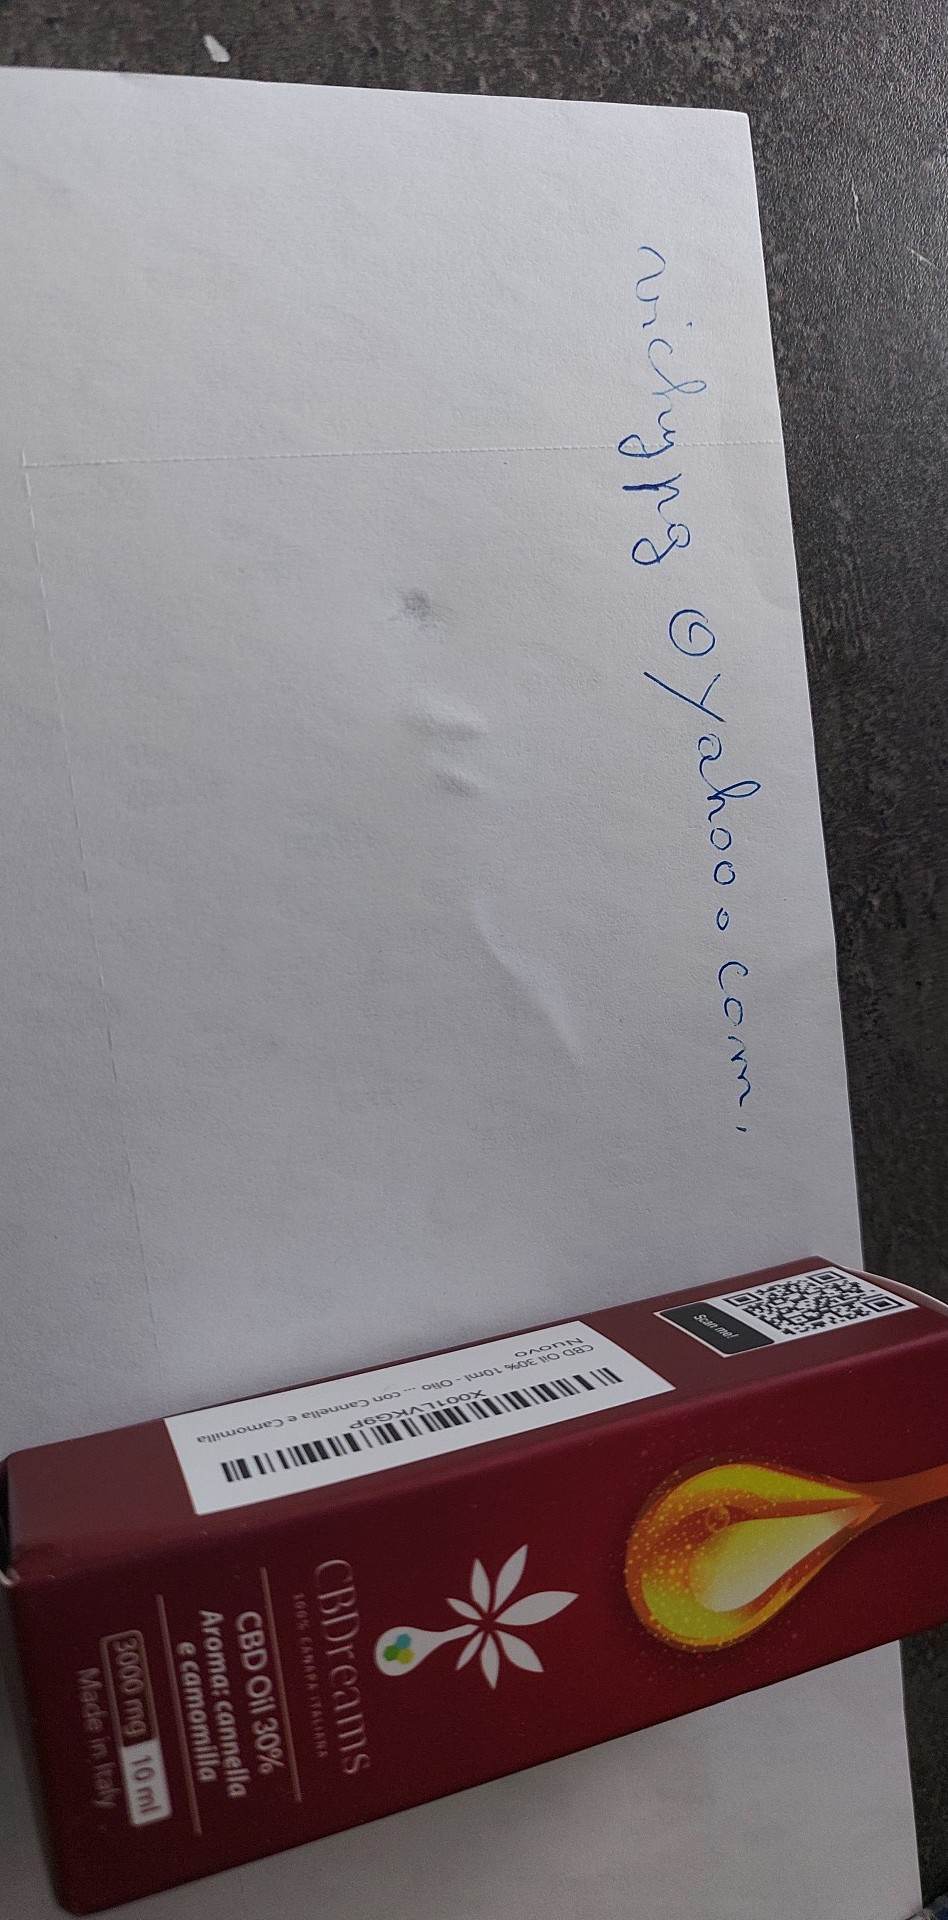 @yahoo.com,
Scan me!
CBD Oil 30% 10ml - Olio ... con Cannella e Camomilla
Nuovo
X001LVKG9P
CBDreams
100% CANAPA ITALIANA
CBD Oil 30%
Aroma: cannella
e camomilla
3000 mg 10 ml
Made in Italy